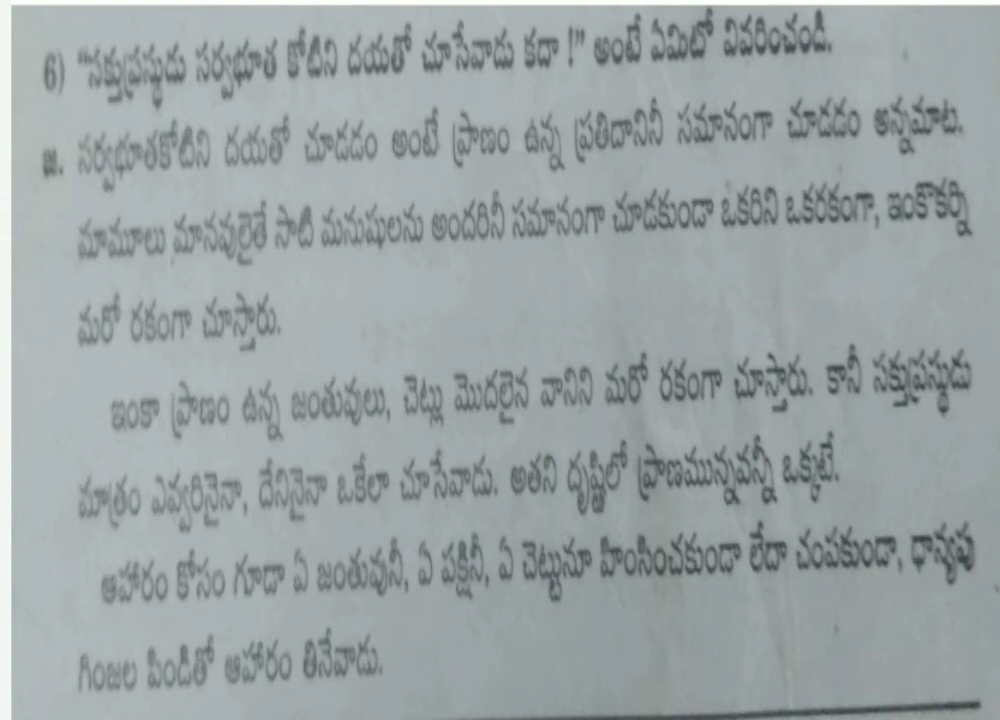 6) "సక్తుప్రస్థుడు సర్వభూత కోటిని దయతో చూసేవాడు కదా !" అంటే ఏమిటో వివరించండి.
జ. సర్వభూతకోటిని దయతో చూడడం అంటే ప్రాణం ఉన్న ప్రతిదానినీ సమానంగా చూడడం అన్నమాట.
మామూలు మానవులైతే సాటి మనుషులను అందరినీ సమానంగా చూడకుండా ఒకరిని ఒకరకంగా, ఇంకొకర్ని
మరో రకంగా చూస్తారు.
ఇంకా ప్రాణం ఉన్న జంతువులు, చెట్లు మొదలైన వానిని మరో రకంగా చూస్తారు. కానీ సక్తుప్రస్థుడు
మాత్రం ఎవ్వరినైనా, దేనినైనా ఒకేలా చూసేవాడు. అతని దృష్టిలో ప్రాణమున్నవన్నీ ఒక్కటే.
ఆహారం కోసం గూడా ఏ జంతువునీ, ఏ పక్షినీ, ఏ చెట్టునూ హింసించకుండా లేదా చంపకుండా, ధాన్యపు
గింజల పిండితో ఆహారం తినేవాడు.